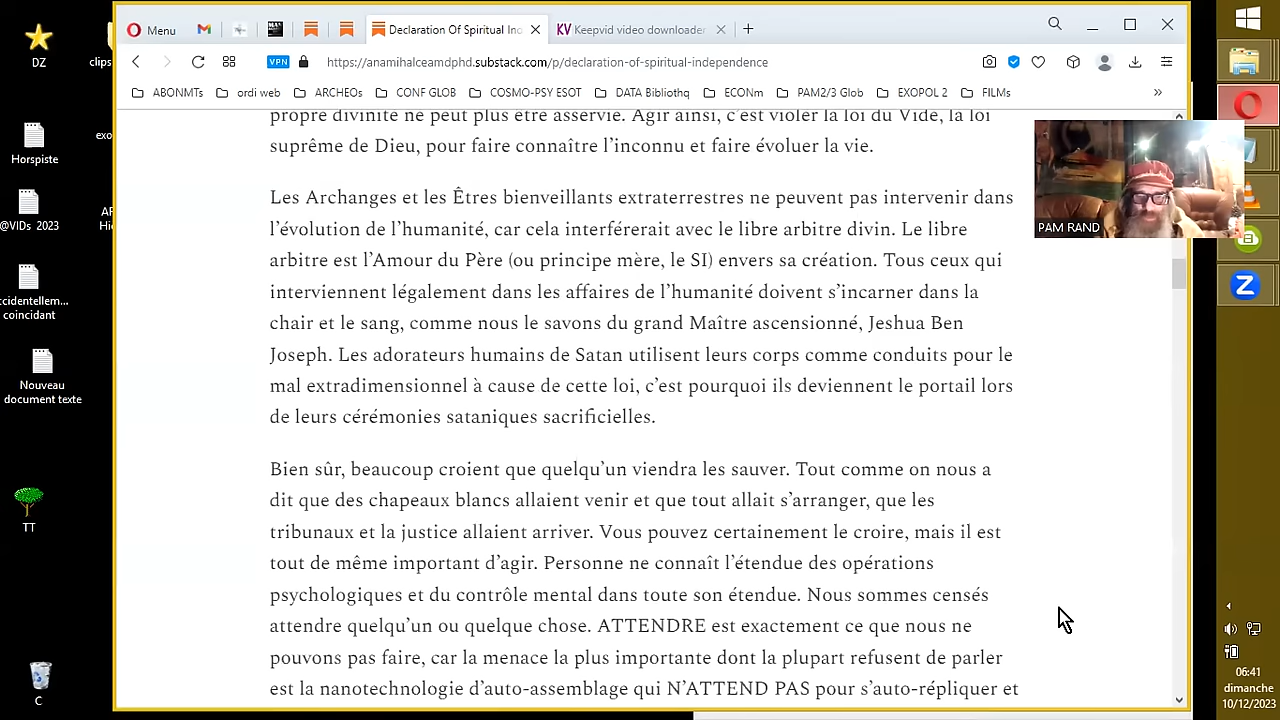 DZ
clips
Horspiste
exo
@VIDs 2023
AF
Hi
ccidentellem...
coincidant
Nouveau
document texte
TT
C
Menu
Declaration Of Spiritual Inc
KV Keepvid video downloader
VPN
https://anamihalceamdphd.substack.com/p/declaration-of-spiritual-independence
ABONMTs
ordi web
ARCHEOs
CONF GLOB
COSMO-PSY ESOT
DATA Bibliothq
ECONm
PAM2/3 Glob
EXOPOL 2
FILMs
»
propre divinité ne peut plus être asservie. Agir ainsi, c’est violer la loi du Vide, la loi
suprême de Dieu, pour faire connaître l’inconnu et faire évoluer la vie.
Les Archanges et les Êtres bienveillants extraterrestres ne peuvent pas intervenir dans
l’évolution de l’humanité, car cela interférerait avec le libre arbitre divin. Le libre
arbitre est l’Amour du Père (ou principe mère, le SI) envers sa création. Tous ceux qui
interviennent légalement dans les affaires de l’humanité doivent s’incarner dans la
chair et le sang, comme nous le savons du grand Maître ascensionné, Jeshua Ben
Joseph. Les adorateurs humains de Satan utilisent leurs corps comme conduits pour le
mal extradimensionnel à cause de cette loi, c’est pourquoi ils deviennent le portail lors
de leurs cérémonies sataniques sacrificielles.
Bien sûr, beaucoup croient que quelqu’un viendra les sauver. Tout comme on nous a
dit que des chapeaux blancs allaient venir et que tout allait s’arranger, que les
tribunaux et la justice allaient arriver. Vous pouvez certainement le croire, mais il est
tout de même important d’agir. Personne ne connaît l’étendue des opérations
psychologiques et du contrôle mental dans toute son étendue. Nous sommes censés
attendre quelqu’un ou quelque chose. ATTENDRE est exactement ce que nous ne
pouvons pas faire, car la menace la plus importante dont la plupart refusent de parler
est la nanotechnologie d’auto-assemblage qui N’ATTEND PAS pour s’auto-répliquer et
PAM RAND
06:41
dimanche
10/12/2023